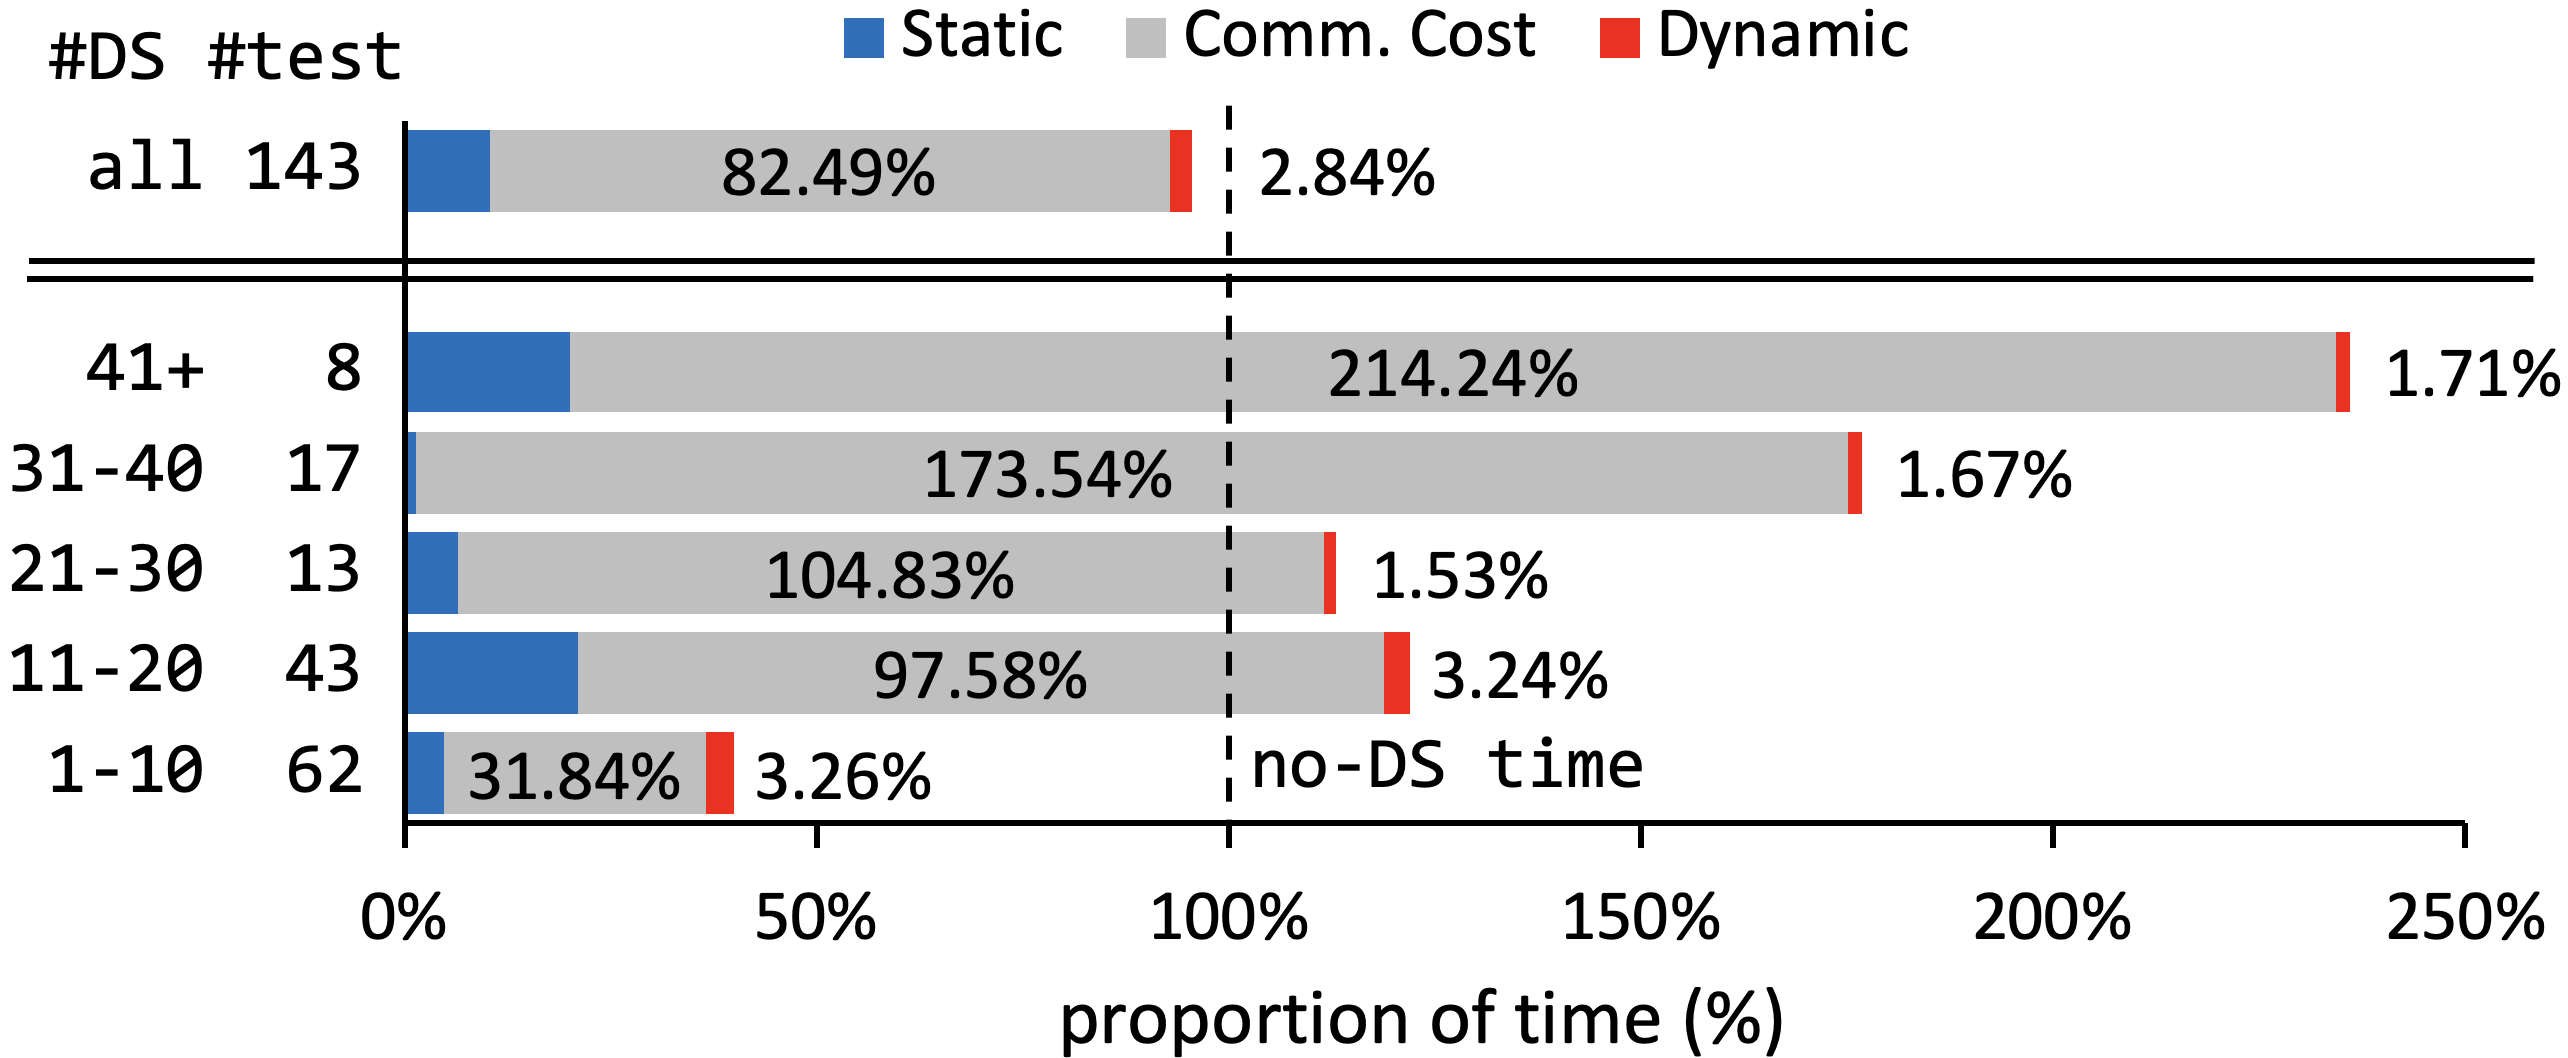 Static Comm. Cost Dynamic
#DS #test
all 143 82.49% 2.84%
41+ 8 214.24% 1.71%
31-40 17 173.54% 1.67%
21-30 13 104.83% 1.53%
11-20 43 97.58% 3.24%
1-10 62 31.84% 3.26% no-DS time
0% 50% 100% 150% 200% 250%
proportion of time (%)